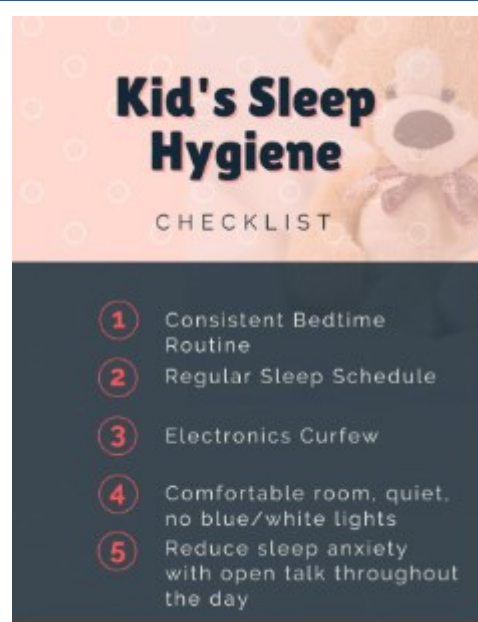 Kid's Sleep
Hygiene
CHECKLIST
1 Consistent Bedtime
Routine
2 Regular Sleep Schedule
3 Electronics Curfew
4 Comfortable room, quiet,
no blue/white lights
5 Reduce sleep anxiety
with open talk throughout
the day